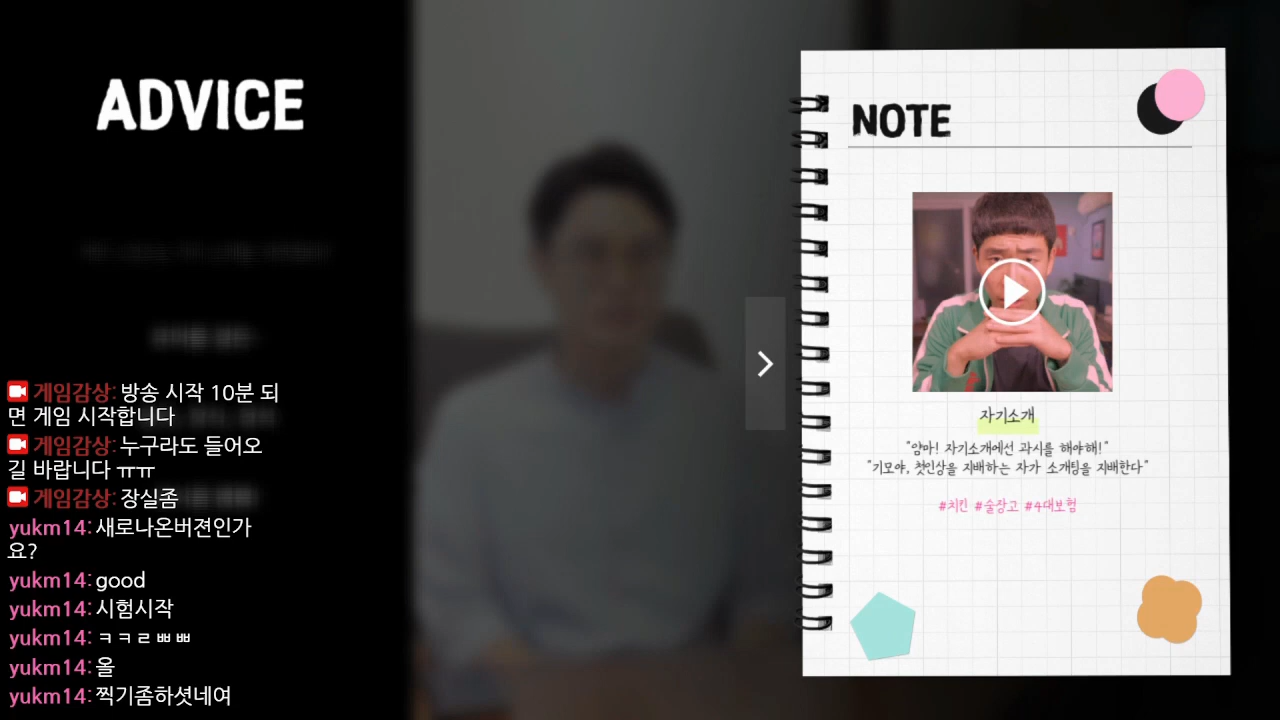 ADVICE
NOTE
자기소개
"얌마! 자기소개에선 과시를 해야해!"
"기모야, 첫인상을 지배하는 자가 소개팅을 지배한다"
#치킨 #술장고 #4대보험
게임감상: 방송 시작 10분 되
면 게임 시작합니다
게임감상: 누구라도 들어오
길 바랍니다 ㅠㅠ
게임감상: 장실좀
yukm14: 새로나온버젼인가
요?
yukm14: good
yukm14: 시험시작
yukm14: ㅋㅋㄹㅃㅃ
yukm14: 올
yukm14: 찍기좀하셧네여